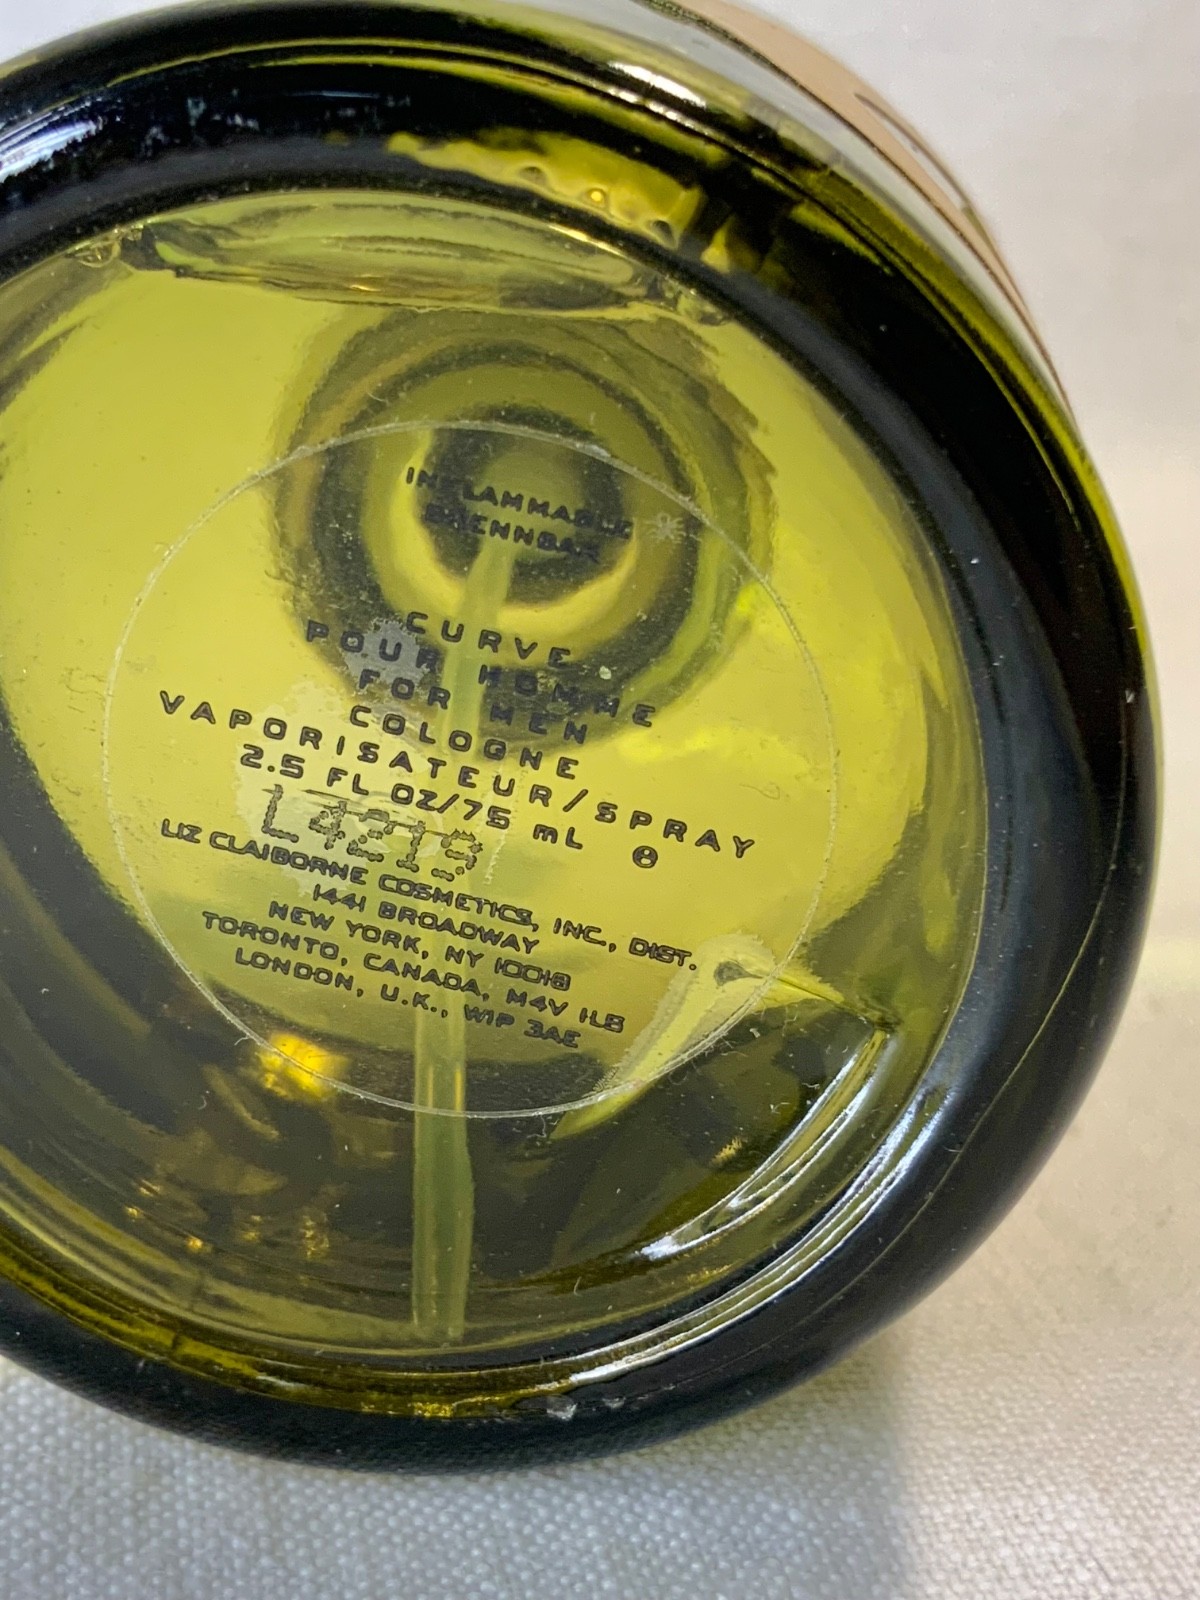 INFLAMMABLE
BRENNBAR
CURVE
POUR HOMME
FOR MEN
COLOGNE
VAPORISATEUR/SPRAY
2.5 FL OZ/75 mL
L4219
LIZ CLAIBORNE COSMETICS, INC., DIST.
1441 BROADWAY
NEW YORK, NY 10018
TORONTO, CANADA, M4V 1L8
LONDON, U.K., W1P 3AE